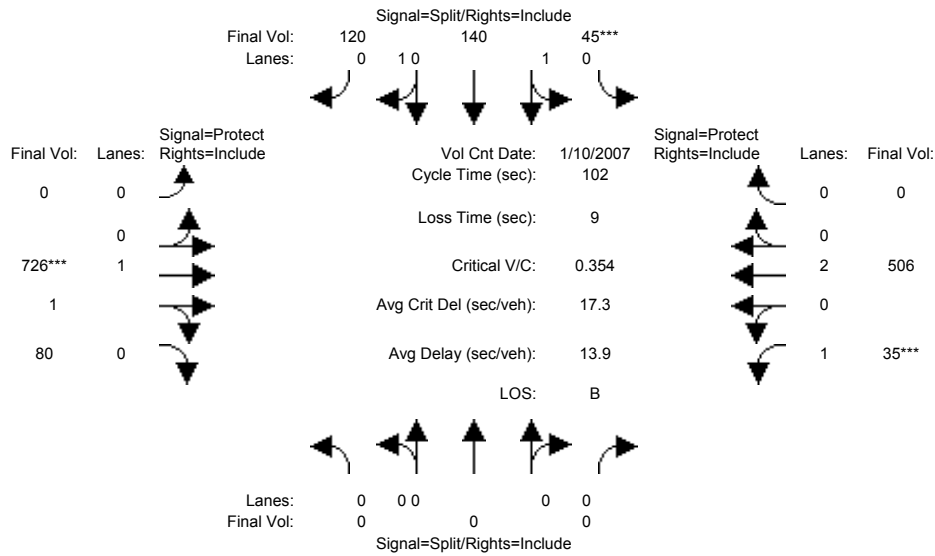 Signal=Split/Rights=Include
Final Vol: 120 140 45***
Lanes: 0 1 0 1 0
Signal=Protect Signal=Protect
Final Vol: Lanes: Rights=Include Vol Cnt Date: 1/10/2007 Rights=Include Lanes: Final Vol:
Cycle Time (sec): 102
0 0 0 0
Loss Time (sec): 9
0 0
726*** 1 Critical V/C: 0.354 2 506
1 Avg Crit Del (sec/veh): 17.3 0
80 0 Avg Delay (sec/veh): 13.9 1 35***
LOS: B
Lanes: 0 0 0 0 0
Final Vol: 0 0 0
Signal=Split/Rights=Include